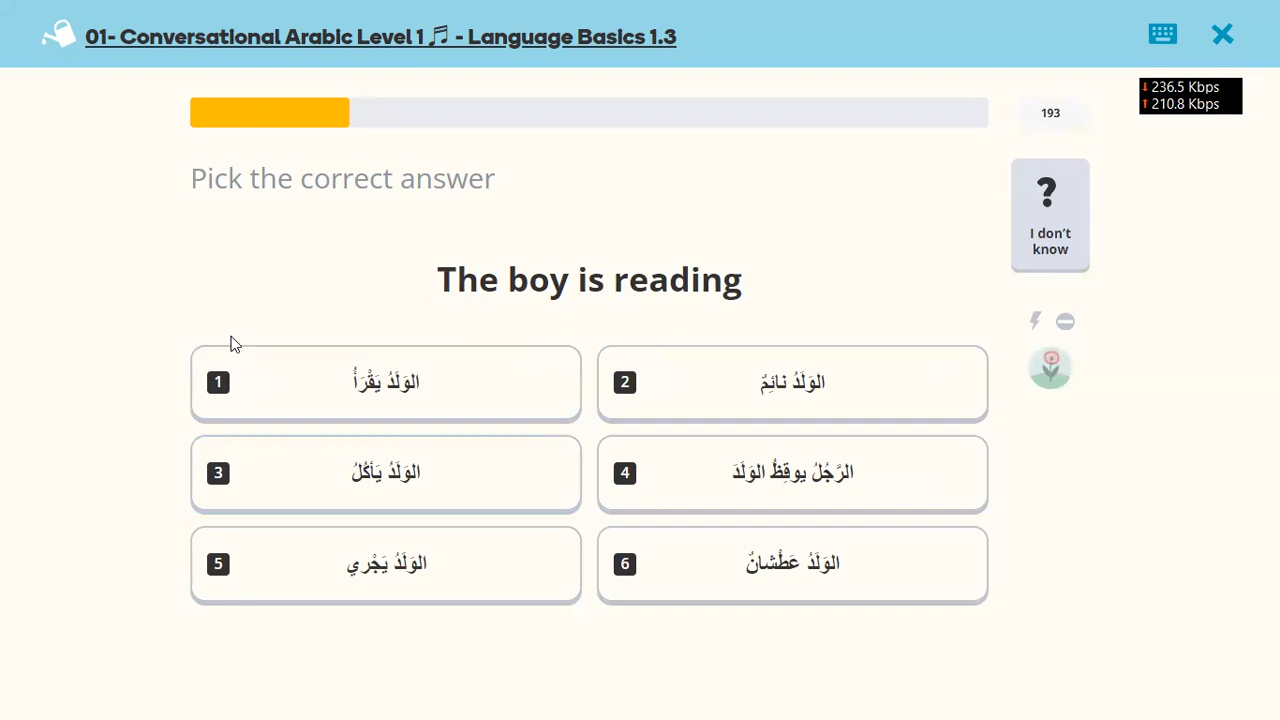 01- Conversational Arabic Level 1🎵 - Language Basics 1.3
↓ 236.5 Kbps
↑ 210.8 Kbps
193
Pick the correct answer
?
I don't
know
The boy is reading
1 الوَلَدُ يَقْرَأُ
2 الوَلَدُ نائِمٌ
3 الوَلَدُ يَأكُلُ
4 الرَّجُلُ يوقِظُ الوَلَدَ
5 الوَلَدُ يَجْري
6 الوَلَدُ عَطْشانٌ